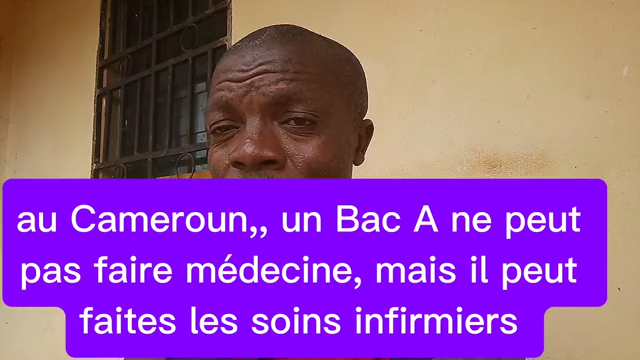 au Cameroun,, un Bac A ne peut
pas faire médecine, mais il peut
faites les soins infirmiers